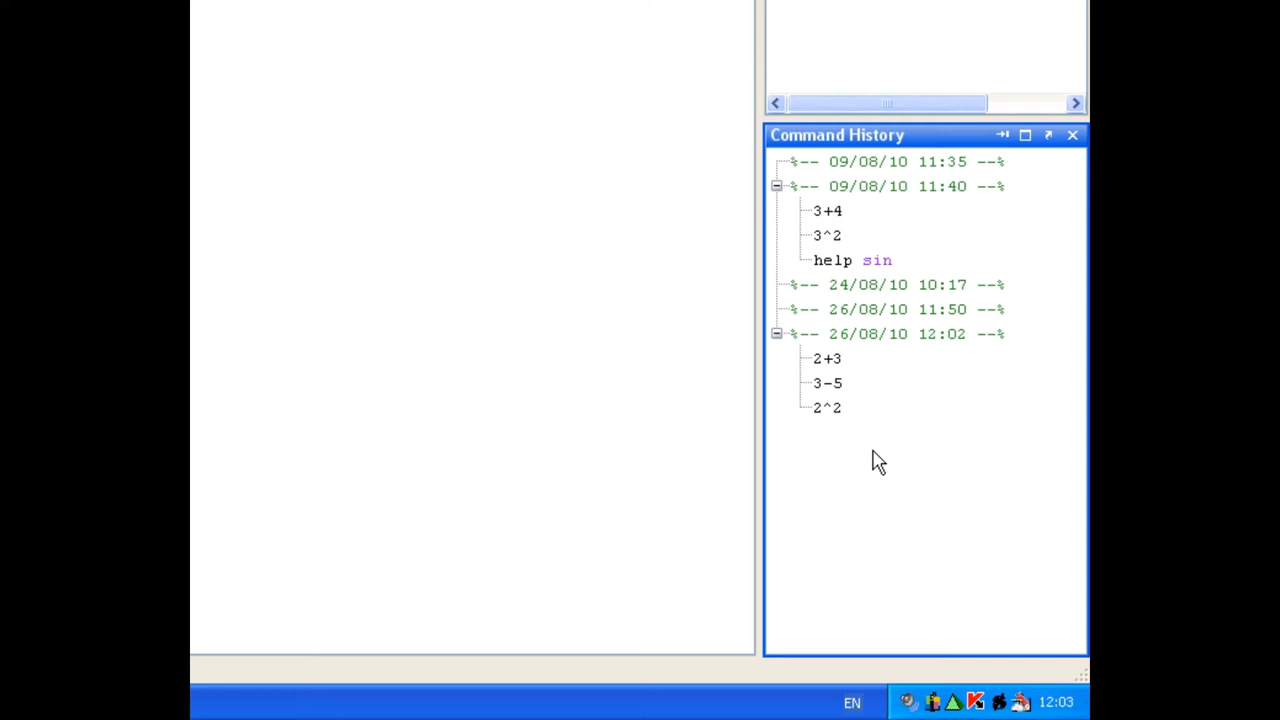 Command History
%-- 09/08/10 11:35 --%
%-- 09/08/10 11:40 --%
3+4
3^2
help sin
%-- 24/08/10 10:17 --%
%-- 26/08/10 11:50 --%
%-- 26/08/10 12:02 --%
2+3
3-5
2^2
EN
12:03